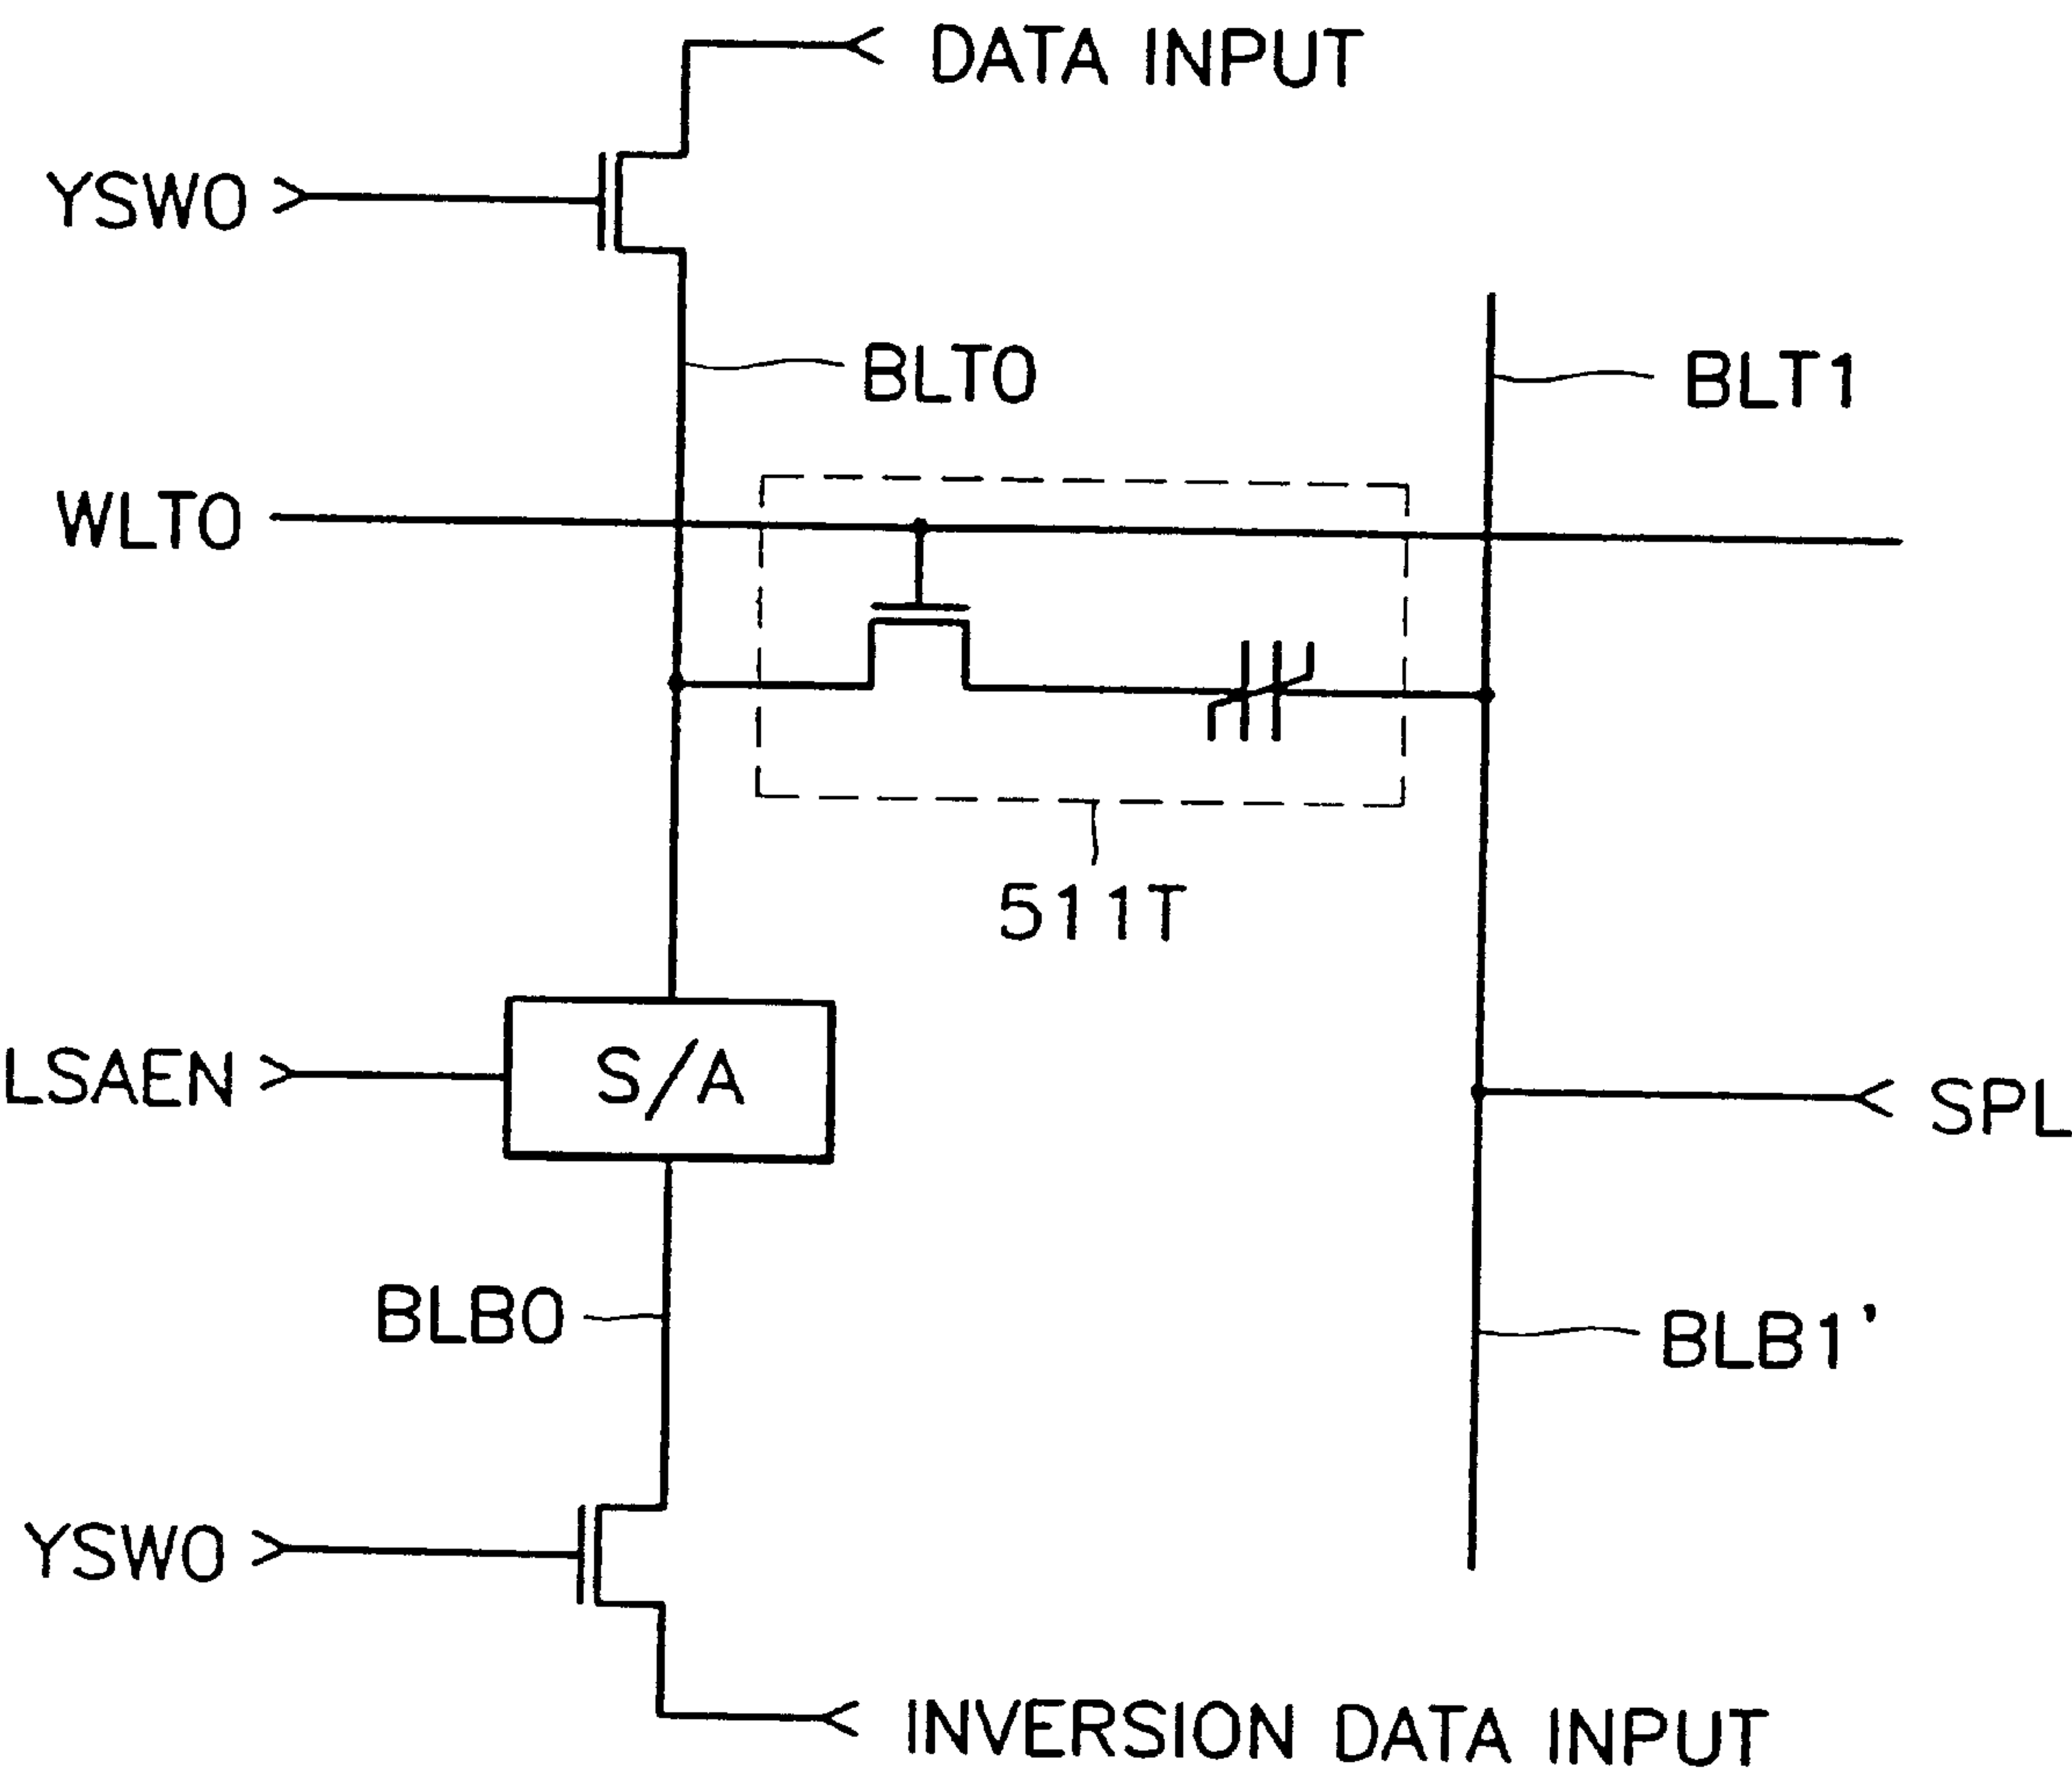 DATA INPUT
YSW0
BLT0
BLT1
WLT0
511T
LSAEN
S/A
SPL
BLB0
BLB1'
YSW0
INVERSION DATA INPUT